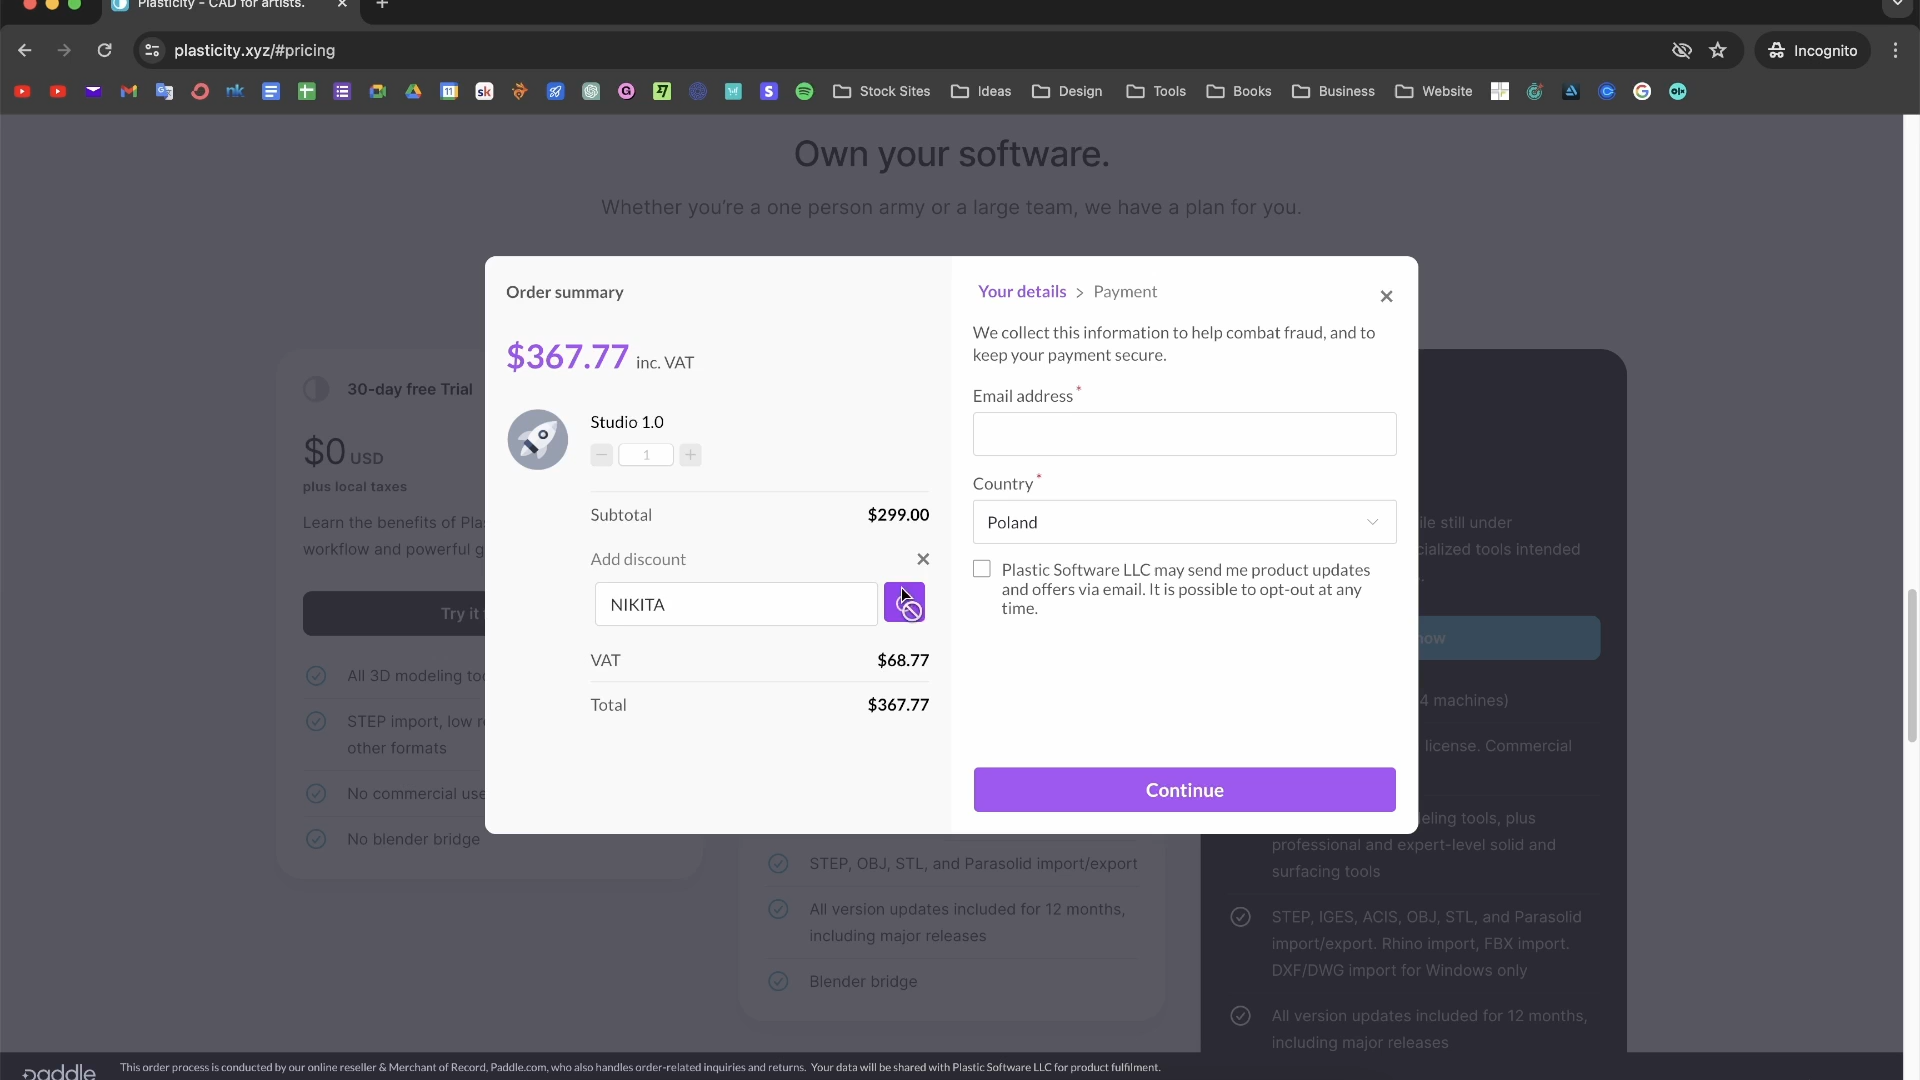 Plasticity - CAD for artists.
plasticity.xyz/#pricing
Incognito
Stock Sites
Ideas
Design
Tools
Books
Business
Website
Own your software.
Whether you're a one person army or a large team, we have a plan for you.
30-day free Trial
$0 USD
plus local taxes
Learn the benefits of
workflow and powerful
Try it
All 3D modeling
STEP import, low
other formats
No commercial use
No blender bridge
Order summary
$367.77 inc. VAT
Studio 1.0
1
Subtotal $299.00
Add discount
NIKITA
VAT $68.77
Total $367.77
Your details > Payment
We collect this information to help combat fraud, and to
keep your payment secure.
Email address *
Country *
Poland
Plastic Software LLC may send me product updates
and offers via email. It is possible to opt-out at any
time.
Continue
STEP, OBJ, STL, and Parasolid import/export
All version updates included for 12 months,
including major releases
Blender bridge
still under
tools intended
now
4 machines)
license. Commercial
tools, plus
professional and expert-level solid and
surfacing tools
STEP, IGES, ACIS, OBJ, STL, and Parasolid
import/export. Rhino import, FBX import.
DXF/DWG import for Windows only
All version updates included for 12 months,
including major releases
paddle
This order process is conducted by our online reseller & Merchant of Record, Paddle.com, who also handles order-related inquiries and returns. Your data will be shared with Plastic Software LLC for product fulfilment.